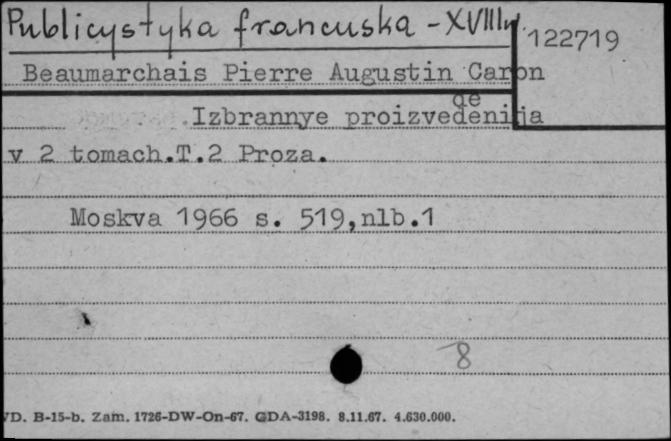 Publicystyka francuska - XVIII w
122719
Beaumarchais Pierre Augustin Caron
de
Izbrannye proizvedenija
v 2 tomach.T.2 Proza.
Moskva 1966 s. 519,nlb.1
8
VD. B-15-b. Zam. 1726-DW-On-67. GDA-3198. 8.11.67. 4.630.000.